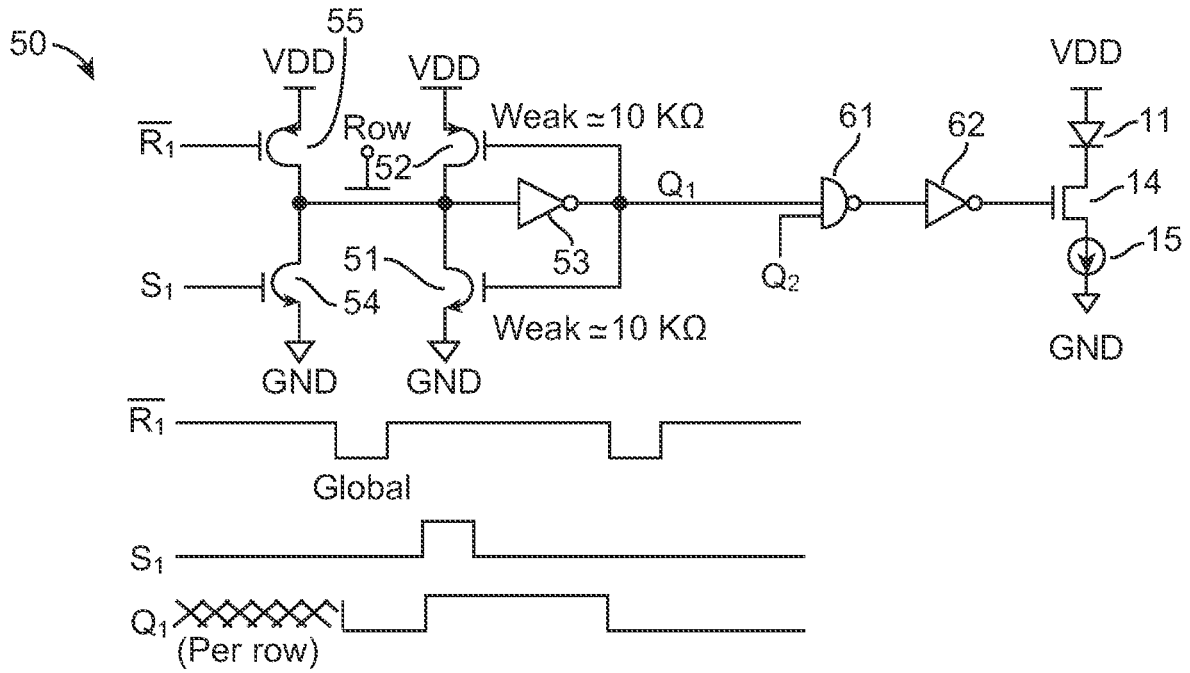 50
55
VDD
VDD
VDD
R̅₁
Row
Weak ≃ 10 KΩ
52
61
62
11
Q₁
14
53
15
S₁
51
54
Q₂
Weak ≃ 10 KΩ
GND
GND
GND
R̅₁
Global
S₁
Q₁
(Per row)